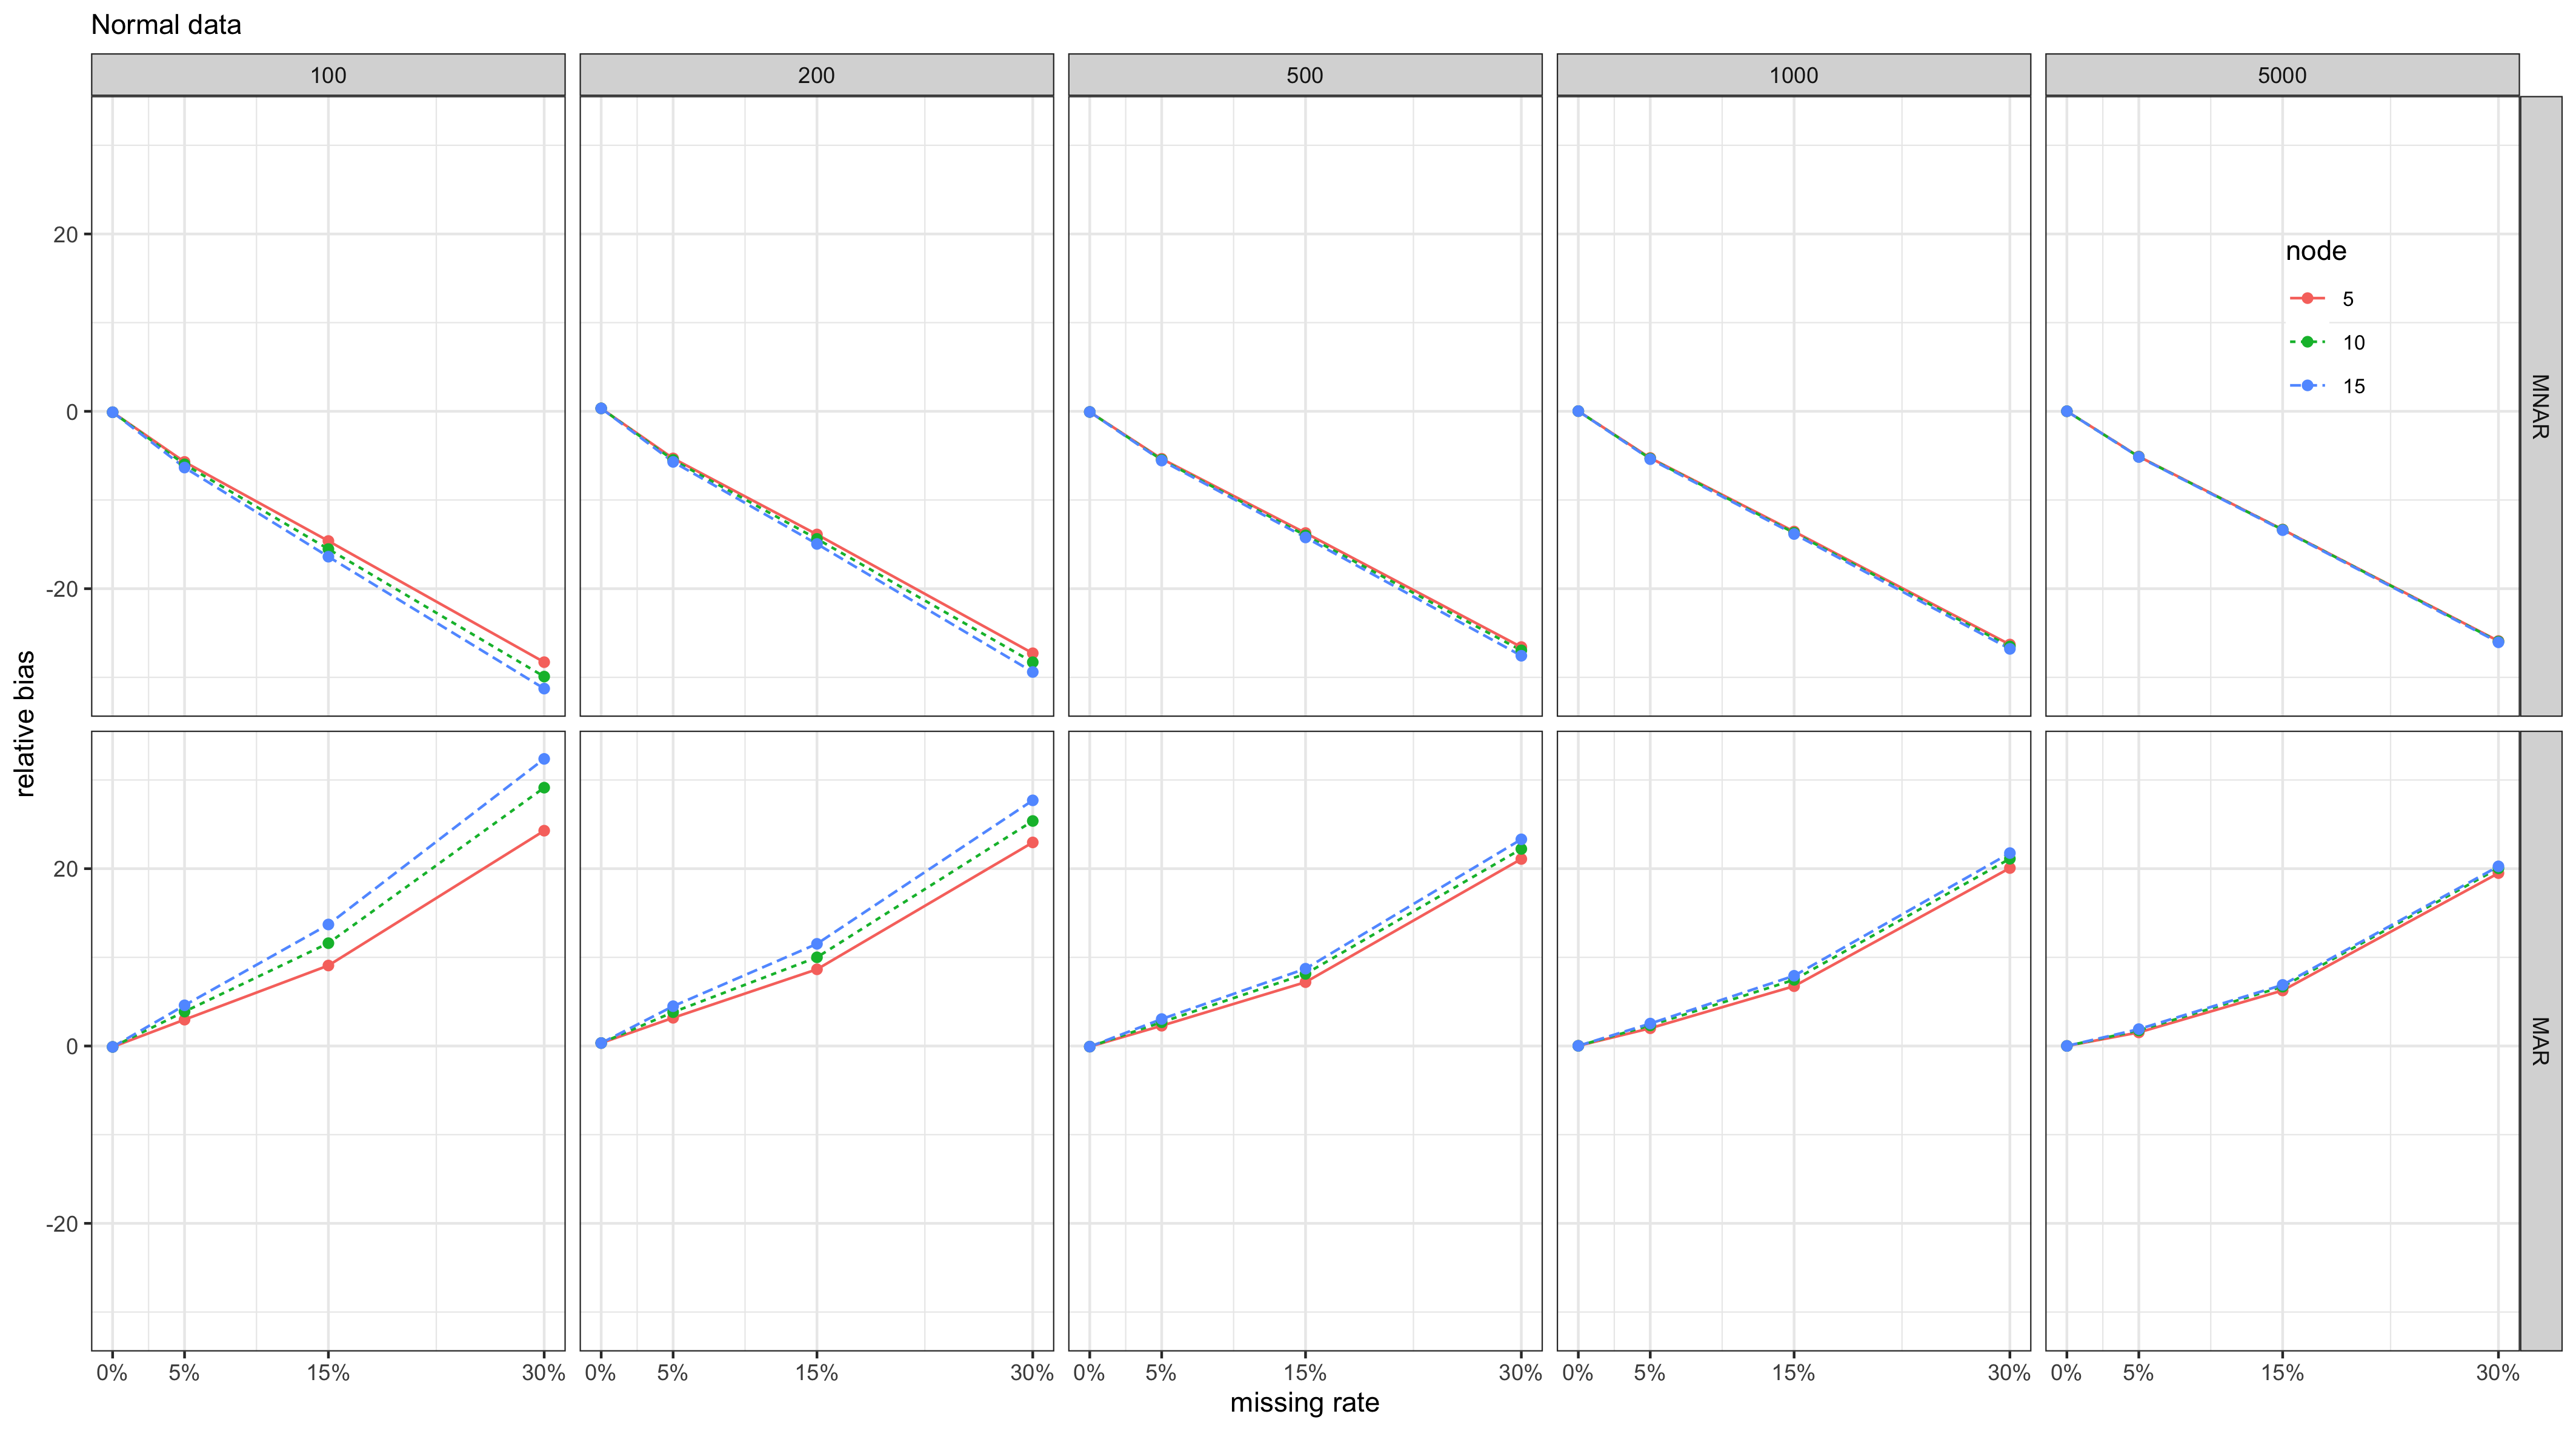 Normal data
100 200 500 1000 5000
20
0
-20
MNAR
node
5
10
15
relative bias
20
0
-20
MAR
0% 5% 15% 30% 0% 5% 15% 30% 0% 5% 15% 30% 0% 5% 15% 30% 0% 5% 15% 30%
missing rate